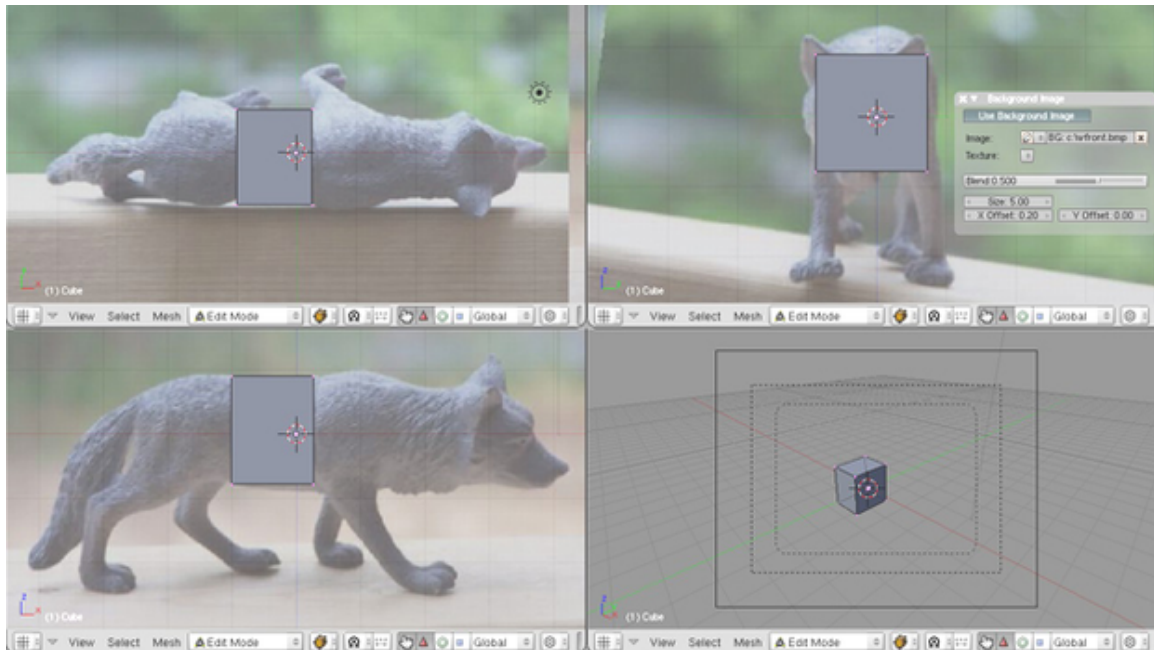 Background Image
Use Background Image
Image:
BG: c:\wfront.bmp
X
Texture:
Blend:0.500
Size: 5.00
X Offset: 0.20
Y Offset: 0.00
Y
X
(1) Cube
Z
Y
(1) Cube
View Select Mesh Edit Mode Global
View Select Mesh Edit Mode Global
Z
X
(1) Cube
(1) Cube
View Select Mesh Edit Mode Global
View Select Mesh Edit Mode Global